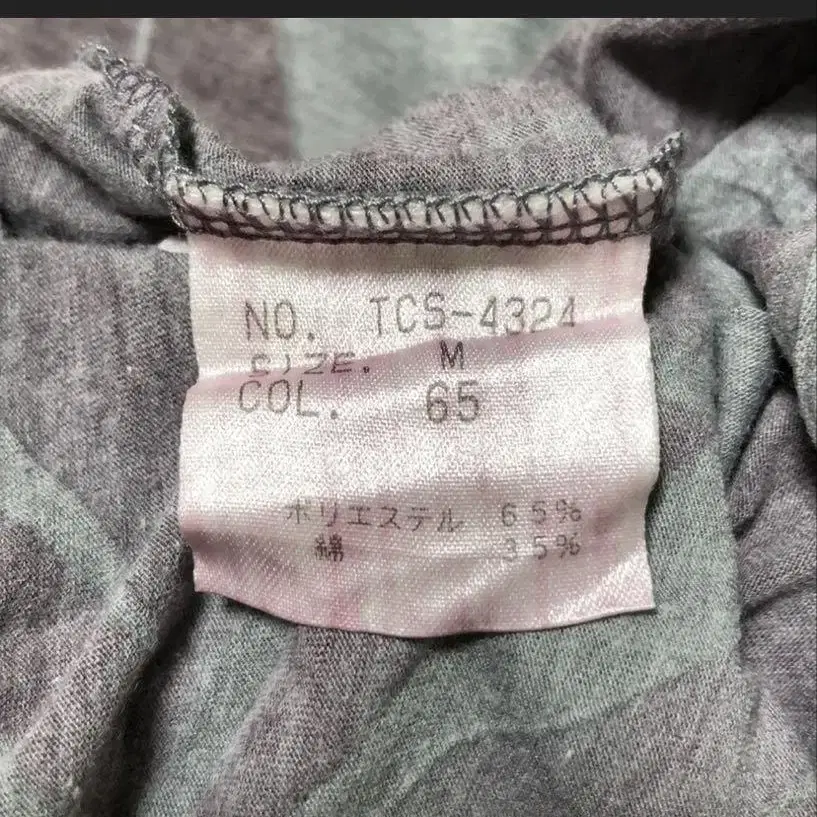 NO. TCS-4324
SIZE. M
COL. 65
ポリエステル 65%
綿 35%